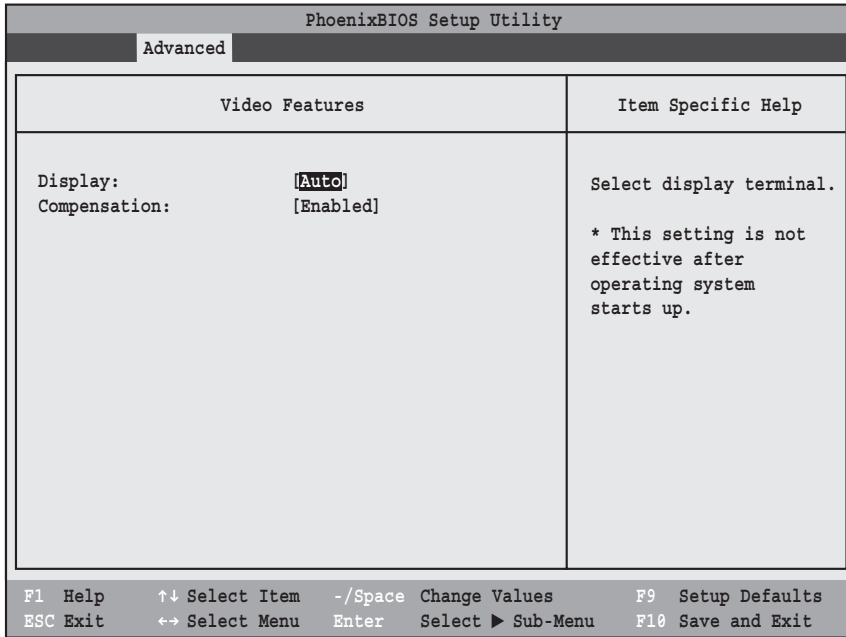 PhoenixBIOS Setup Utility
Advanced
Video Features
Item Specific Help
Display: [Auto]
Compensation: [Enabled]
Select display terminal.
* This setting is not
effective after
operating system
starts up.
F1 Help ↑↓ Select Item -/Space Change Values F9 Setup Defaults
ESC Exit ←→ Select Menu Enter Select ▶ Sub-Menu F10 Save and Exit